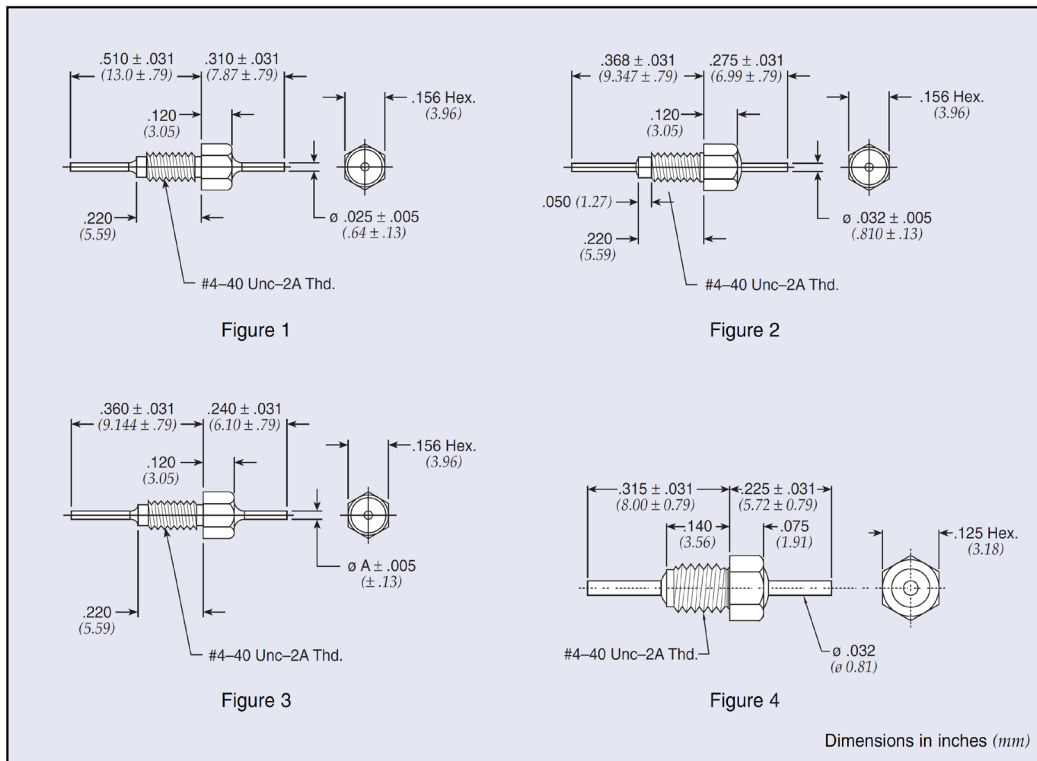 .510 ± .031 .310 ± .031
(13.0 ± .79) (7.87 ± .79)
.120
(3.05)
.156 Hex.
(3.96)
.220
(5.59)
ø .025 ± .005
(.64 ± .13)
#4–40 Unc–2A Thd.
Figure 1
.368 ± .031 .275 ± .031
(9.347 ± .79) (6.99 ± .79)
.120
(3.05)
.156 Hex.
(3.96)
.050 (1.27)
.220
(5.59)
ø .032 ± .005
(.810 ± .13)
#4–40 Unc–2A Thd.
Figure 2
.360 ± .031 .240 ± .031
(9.144 ± .79) (6.10 ± .79)
.120
(3.05)
.156 Hex.
(3.96)
ø A ± .005
(± .13)
.220
(5.59)
#4–40 Unc–2A Thd.
Figure 3
.315 ± .031 .225 ± .031
(8.00 ± 0.79) (5.72 ± 0.79)
.140 .075
(3.56) (1.91)
.125 Hex.
(3.18)
#4–40 Unc–2A Thd.
ø .032
(ø 0.81)
Figure 4
Dimensions in inches (mm)